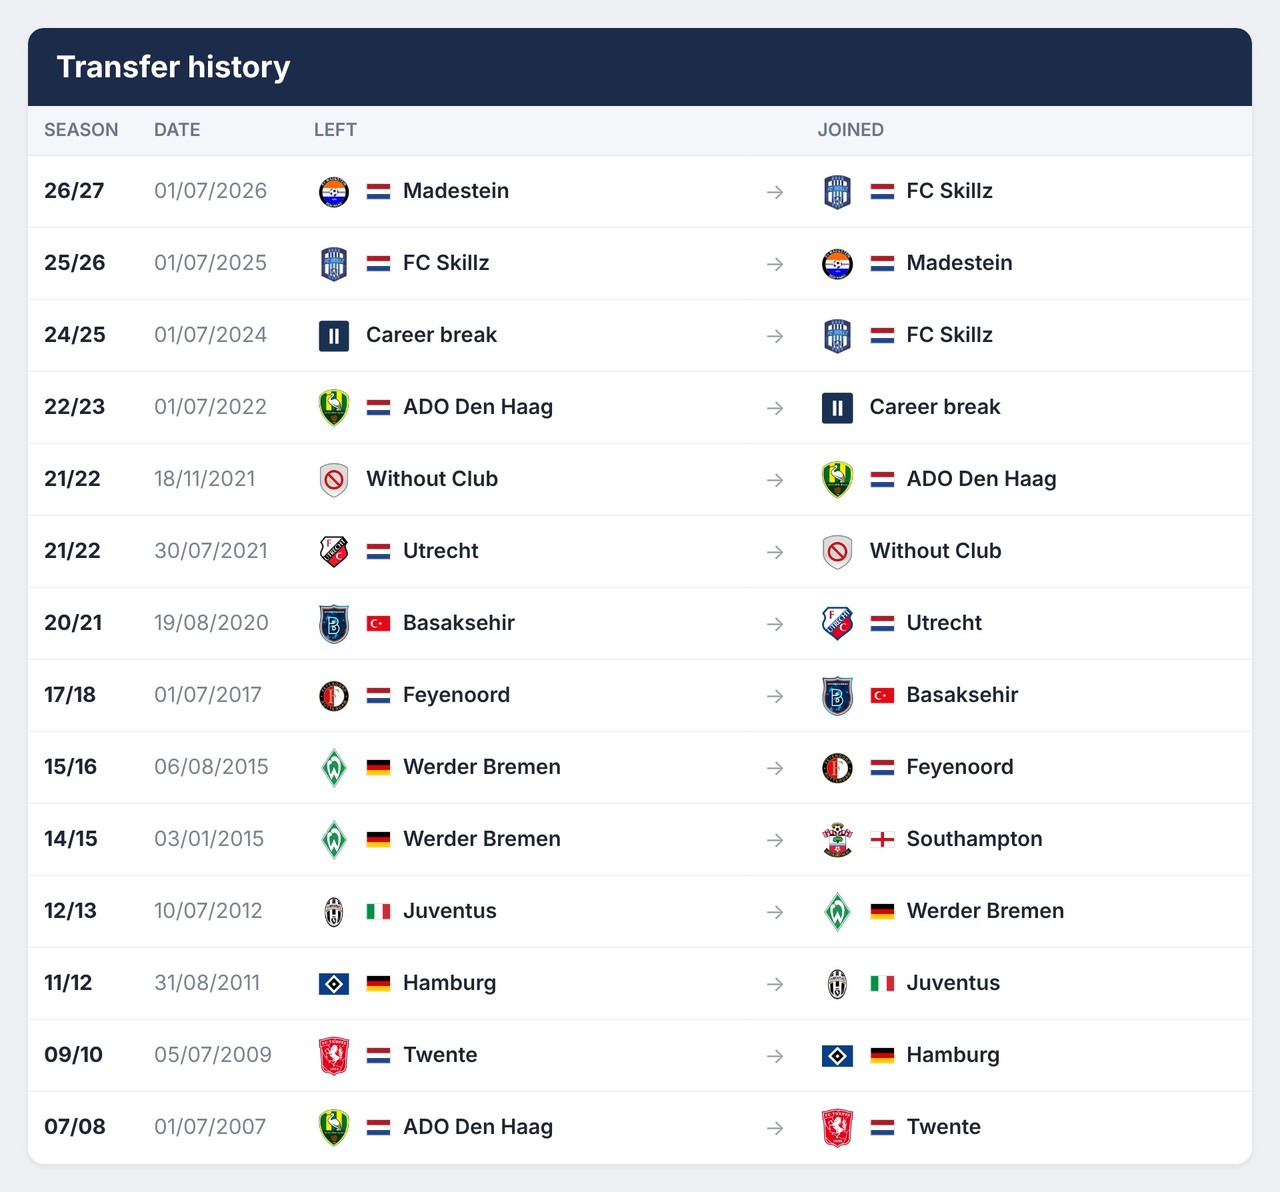 Transfer history
SEASON DATE LEFT JOINED
26/27 01/07/2026 Madestein → FC Skillz
25/26 01/07/2025 FC Skillz → Madestein
24/25 01/07/2024 Career break → FC Skillz
22/23 01/07/2022 ADO Den Haag → Career break
21/22 18/11/2021 Without Club → ADO Den Haag
21/22 30/07/2021 Utrecht → Without Club
20/21 19/08/2020 Basaksehir → Utrecht
17/18 01/07/2017 Feyenoord → Basaksehir
15/16 06/08/2015 Werder Bremen → Feyenoord
14/15 03/01/2015 Werder Bremen → Southampton
12/13 10/07/2012 Juventus → Werder Bremen
11/12 31/08/2011 Hamburg → Juventus
09/10 05/07/2009 Twente → Hamburg
07/08 01/07/2007 ADO Den Haag → Twente